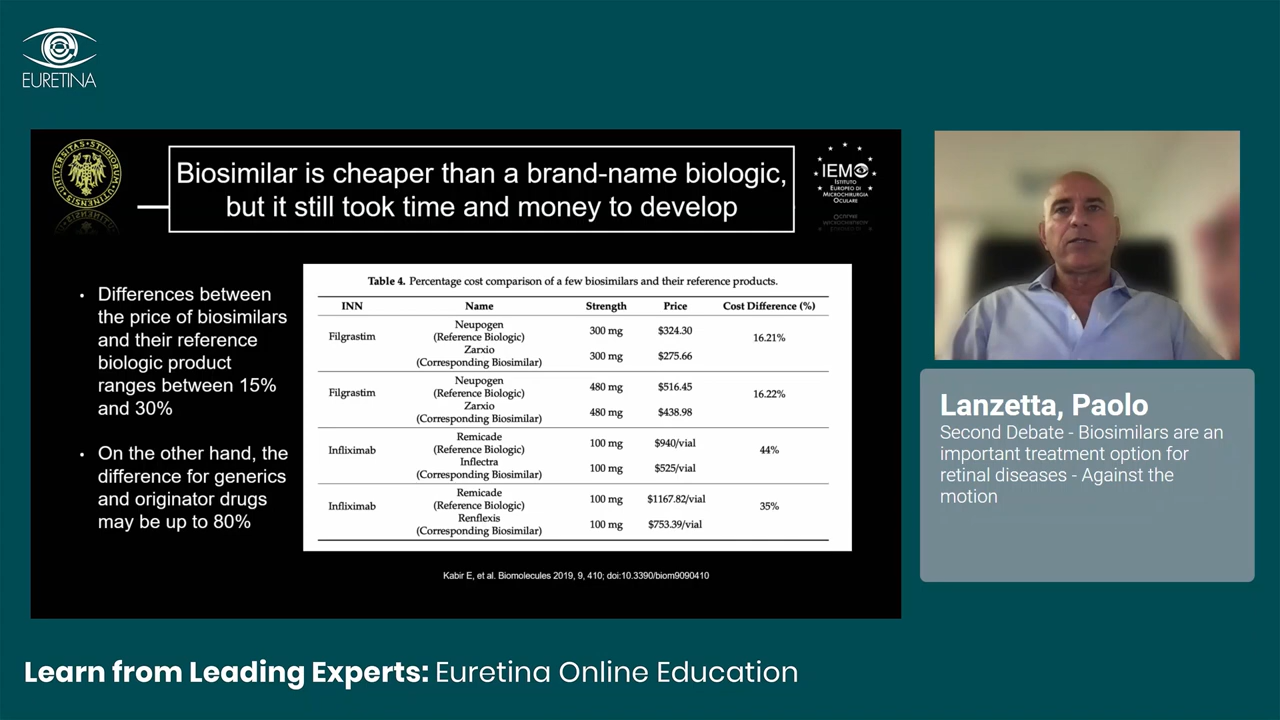 EURETINA
UNIVERSITAS STUDIORUM UTINENSIS
Biosimilar is cheaper than a brand-name biologic,
but it still took time and money to develop
IEMO
ISTITUTO
EUROPEO DI
MICROCHIRURGIA
OCULARE
• Differences between
the price of biosimilars
and their reference
biologic product
ranges between 15%
and 30%
• On the other hand, the
difference for generics
and originator drugs
may be up to 80%
Table 4. Percentage cost comparison of a few biosimilars and their reference products.
INN Name Strength Price Cost Difference (%)
Filgrastim Neupogen (Reference Biologic) 300 mg $324.30 16.21%
Zarxio (Corresponding Biosimilar) 300 mg $275.66
Filgrastim Neupogen (Reference Biologic) 480 mg $516.45 16.22%
Zarxio (Corresponding Biosimilar) 480 mg $438.98
Infliximab Remicade (Reference Biologic) 100 mg $940/vial 44%
Inflectra (Corresponding Biosimilar) 100 mg $525/vial
Infliximab Remicade (Reference Biologic) 100 mg $1167.82/vial 35%
Renflexis (Corresponding Biosimilar) 100 mg $753.39/vial
Kabir E, et al. Biomolecules 2019, 9, 410; doi:10.3390/biom9090410
Lanzetta, Paolo
Second Debate - Biosimilars are an
important treatment option for
retinal diseases - Against the
motion
Learn from Leading Experts: Euretina Online Education